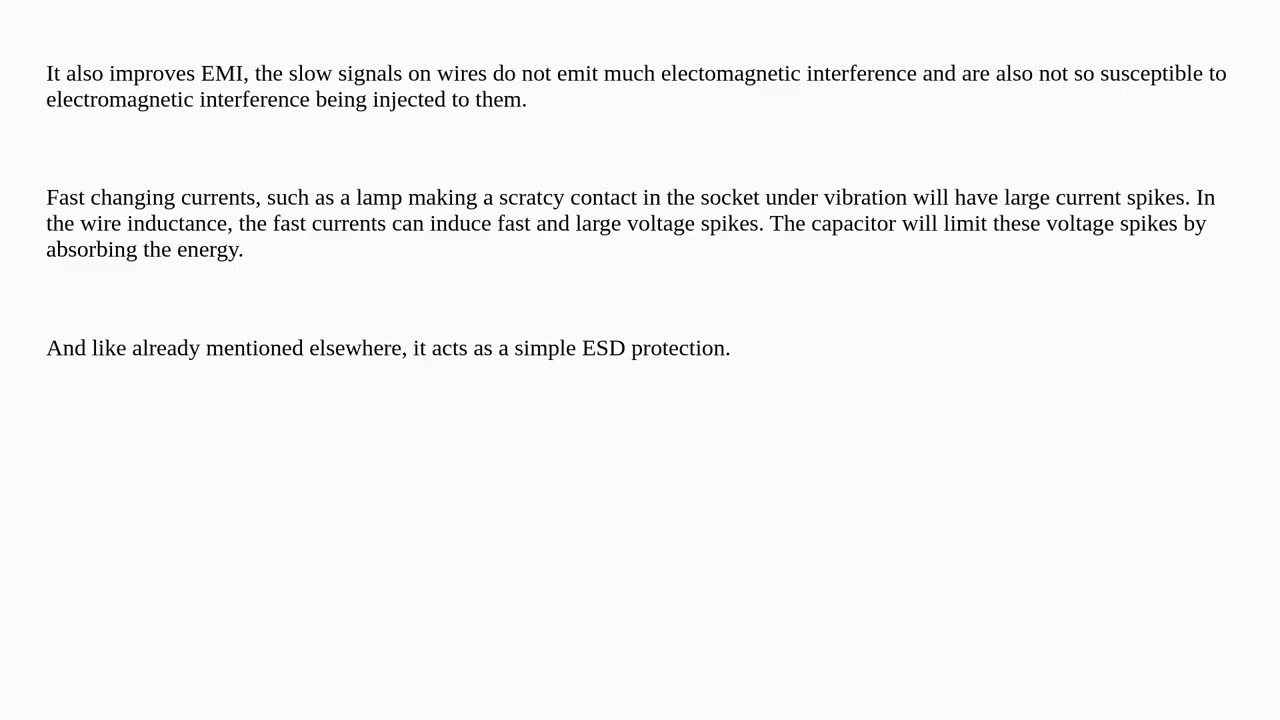 It also improves EMI, the slow signals on wires do not emit much electomagnetic interference and are also not so susceptible to
electromagnetic interference being injected to them.
Fast changing currents, such as a lamp making a scratcy contact in the socket under vibration will have large current spikes. In
the wire inductance, the fast currents can induce fast and large voltage spikes. The capacitor will limit these voltage spikes by
absorbing the energy.
And like already mentioned elsewhere, it acts as a simple ESD protection.